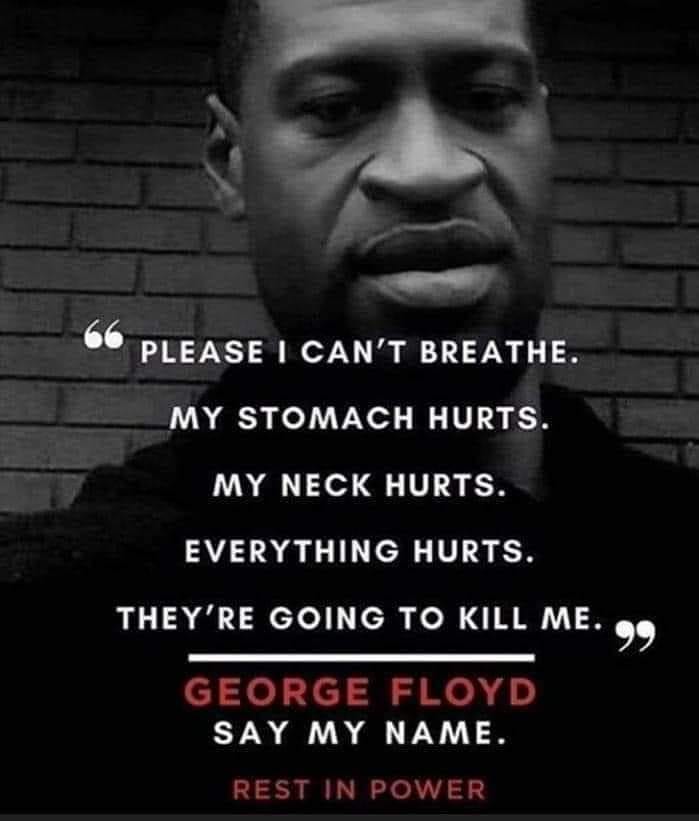 “ PLEASE I CAN’T BREATHE.
MY STOMACH HURTS.
MY NECK HURTS.
EVERYTHING HURTS.
THEY’RE GOING TO KILL ME. ”
GEORGE FLOYD
SAY MY NAME.
REST IN POWER